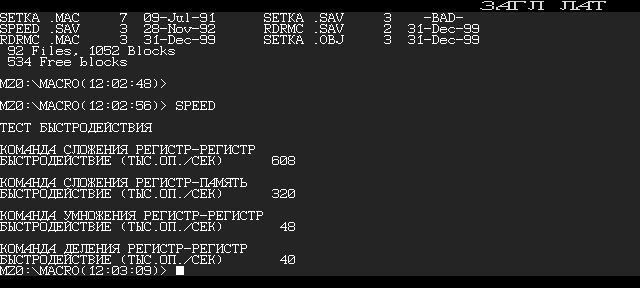 ЗАГЛ ЛАТ
SETKA .MAC 7 09-Jul-91 SETKA .SAV 3 -BAD-
SPEED .SAV 3 20-Nov-92 RDRMC .SAV 2 31-Dec-99
RDRMC .MAC 3 31-Dec-99 SETKA .OBJ 3 31-Dec-99
92 Files, 1052 Blocks
534 Free blocks
MZ0:\MACRO(12:02:48)>
MZ0:\MACRO(12:02:56)> SPEED
ТЕСТ БЫСТРОДЕЙСТВИЯ
КОМАНДА СЛОЖЕНИЯ РЕГИСТР-РЕГИСТР
БЫСТРОДЕЙСТВИЕ (ТЫС.ОП./СЕК) 608
КОМАНДА СЛОЖЕНИЯ РЕГИСТР-ПАМЯТЬ
БЫСТРОДЕЙСТВИЕ (ТЫС.ОП./СЕК) 320
КОМАНДА УМНОЖЕНИЯ РЕГИСТР-РЕГИСТР
БЫСТРОДЕЙСТВИЕ (ТЫС.ОП./СЕК) 48
КОМАНДА ДЕЛЕНИЯ РЕГИСТР-РЕГИСТР
БЫСТРОДЕЙСТВИЕ (ТЫС.ОП./СЕК) 40
MZ0:\MACRO(12:03:09)>